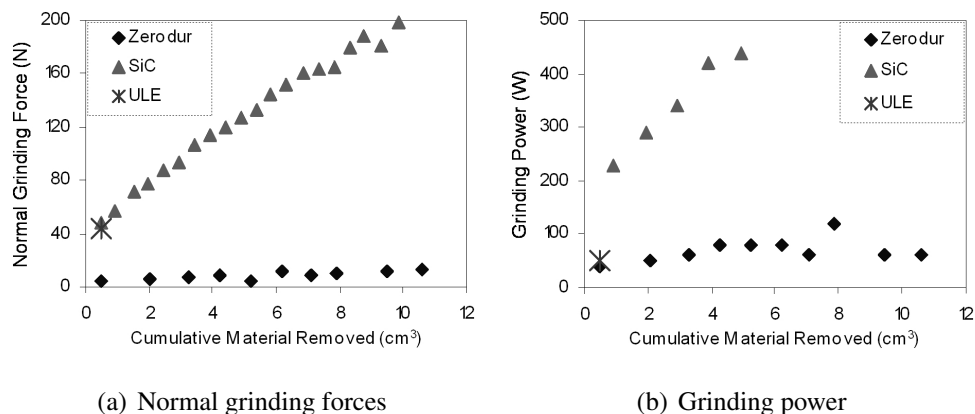 200
160
120
80
40
0
Normal Grinding Force (N)
Zerodur
SiC
ULE
0 2 4 6 8 10 12
Cumulative Material Removed (cm³)
(a) Normal grinding forces
500
400
300
200
100
0
Grinding Power (W)
Zerodur
SiC
ULE
0 2 4 6 8 10 12
Cumulative Material Removed (cm³)
(b) Grinding power